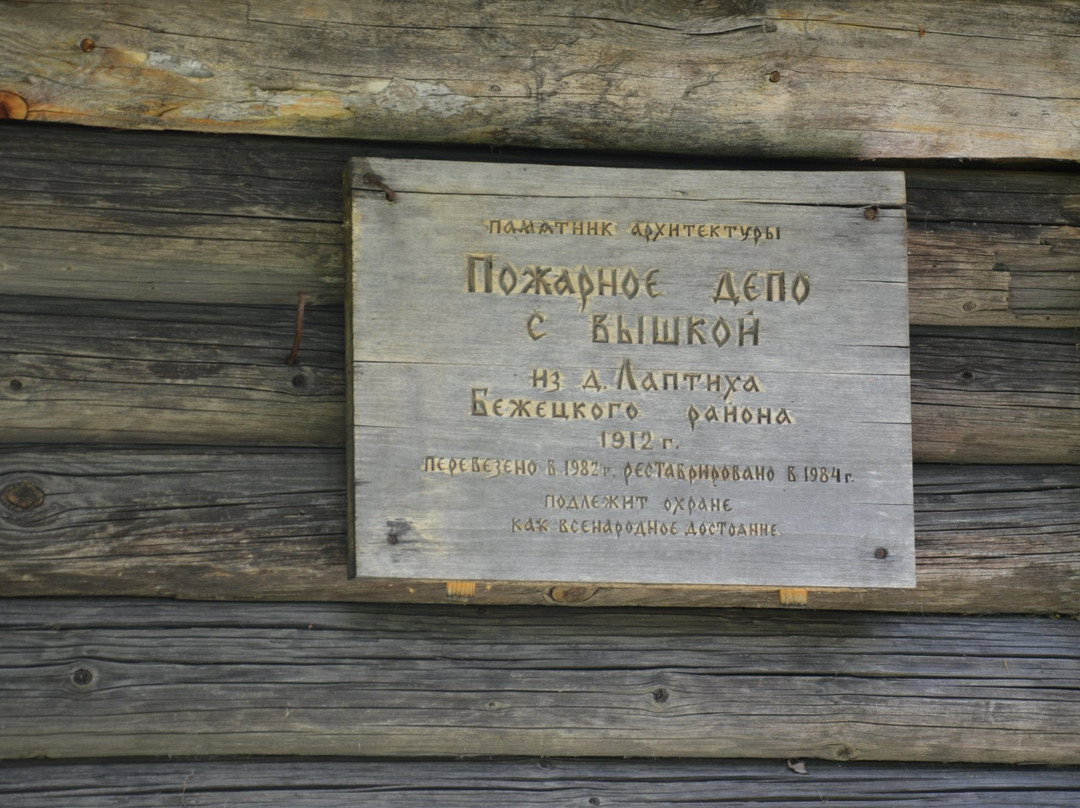 памятник архитектуры
Пожарное депо
с вышкой
из д. Лаптиха
Бежецкого района
1912 г.
перевезено в 1982 г. реставрировано в 1984 г.
подлежит охране
как всенародное достояние.